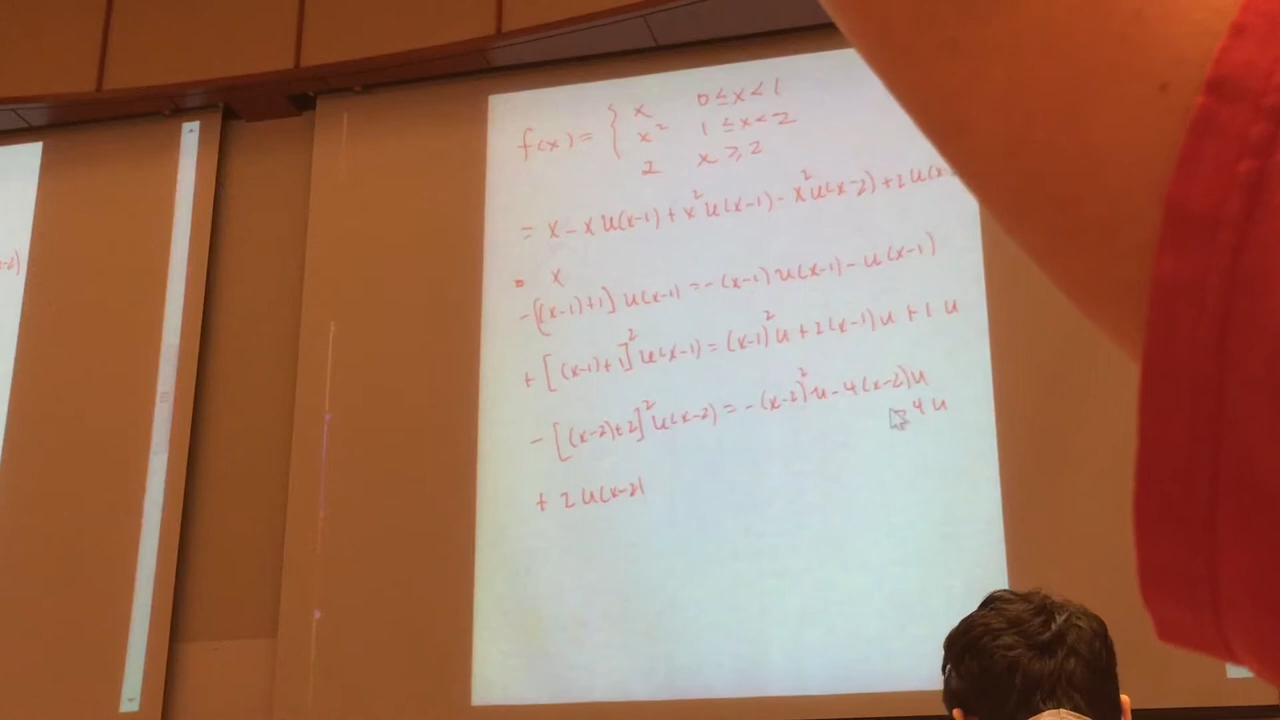 f(x) = { x 0 ≤ x < 1
x² 1 ≤ x < 2
2 x ≥ 2
= x - x u(x-1) + x² u(x-1) - x² u(x-2) + 2 u(x
x
-[(x-1)+1] u(x-1) = -(x-1) u(x-1) - u(x-1)
+ [(x-1)+1]² u(x-1) = (x-1)² u + 2(x-1) u + 1 u
- [(x-2)+2]² u(x-2) = -(x-2)² u - 4(x-2) u
4 u
+ 2 u(x-2)